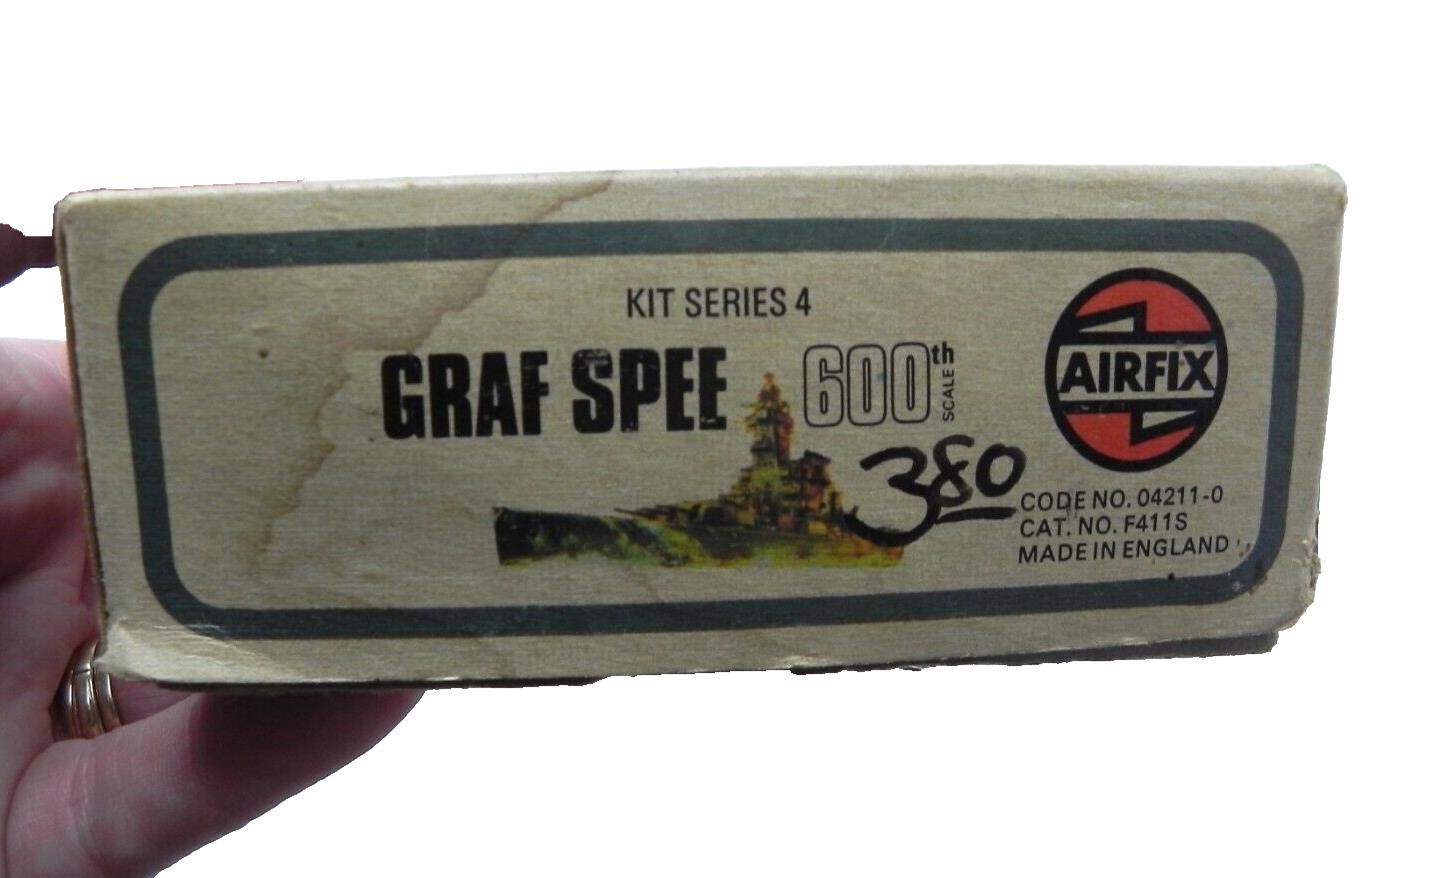 KIT SERIES 4
GRAF SPEE 600th SCALE
AIRFIX
380
CODE NO. 04211-0
CAT. NO. F411S
MADE IN ENGLAND